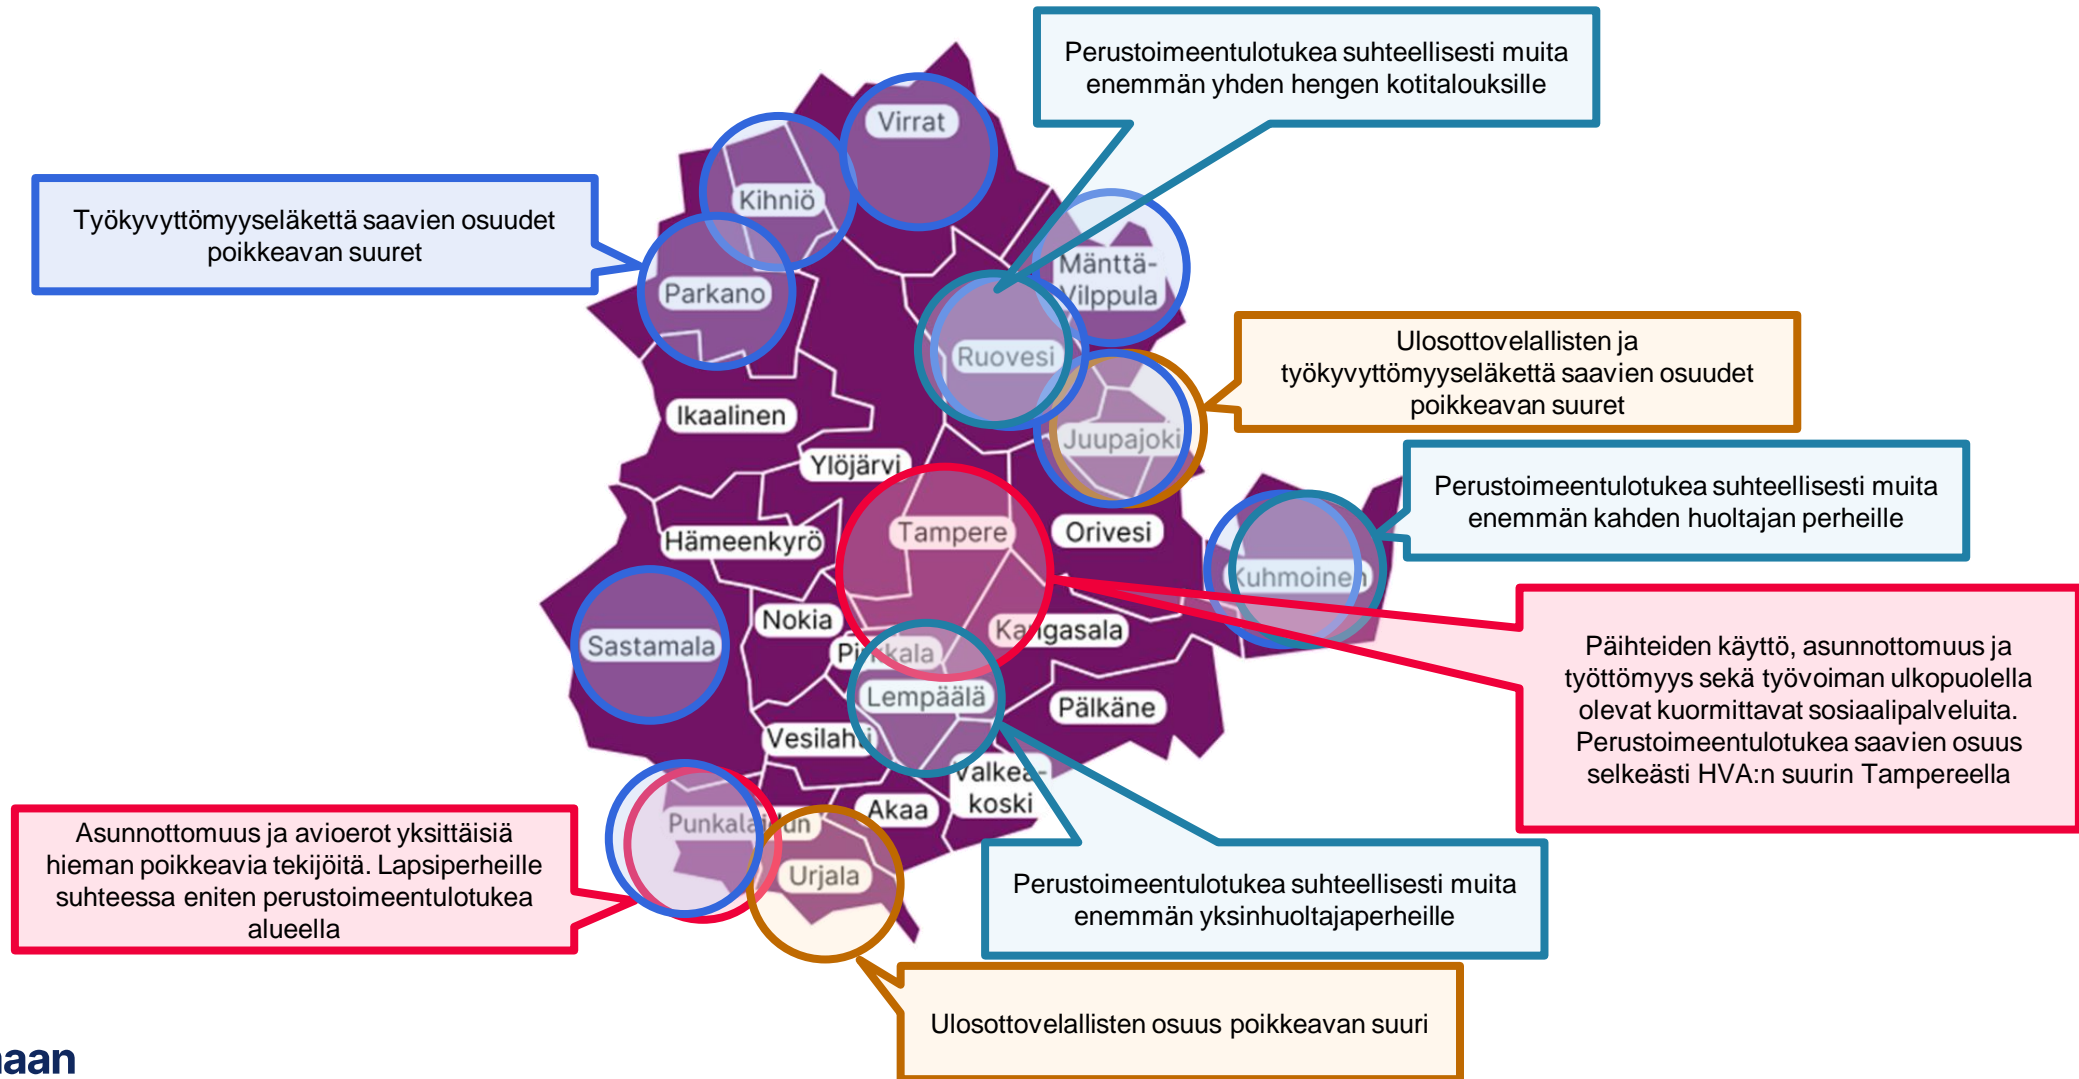 Perustoimeentulotukea suhteellisesti muita
enemmän yhden hengen kotitalouksille
Virrat
Kihniö
Työkyvyttömyyseläkettä saavien osuudet
poikkeavan suuret
Mänttä-
Vilppula
Parkano
Ruovesi
Ulosottovelallisten ja
työkyvyttömyyseläkettä saavien osuudet
poikkeavan suuret
Ikaalinen
Juupajoki
Ylöjärvi
Perustoimeentulotukea suhteellisesti muita
enemmän kahden huoltajan perheille
Hämeenkyrö
Tampere
Orivesi
Kuhmoinen
Nokia
Kangasala
Sastamala
Pirkkala
Päihteiden käyttö, asunnottomuus ja
työttömyys sekä työvoiman ulkopuolella
olevat kuormittavat sosiaalipalveluita.
Perustoimeentulotukea saavien osuus
selkeästi HVA:n suurin Tampereella
Lempäälä
Pälkäne
Vesilahti
Valkea-
koski
Akaa
Punkalaidun
Urjala
Asunnottomuus ja avioerot yksittäisiä
hieman poikkeavia tekijöitä. Lapsiperheille
suhteessa eniten perustoimeentulotukea
alueella
Perustoimeentulotukea suhteellisesti muita
enemmän yksinhuoltajaperheille
Ulosottovelallisten osuus poikkeavan suuri